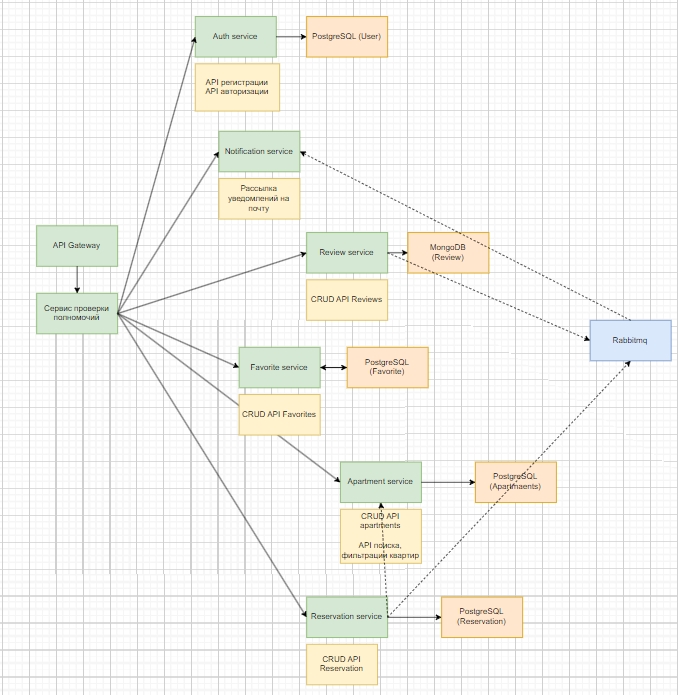 Auth service
PostgreSQL (User)
API регистрации
API авторизации
Notification service
Рассылка
уведомлений на
почту
API Gateway
Review service
MongoDB
(Review)
CRUD API Reviews
Сервис проверки
полномочий
Rabbitmq
Favorite service
PostgreSQL
(Favorite)
CRUD API Favorites
Apartment service
PostgreSQL
(Apartmaents)
CRUD API
apartments
API поиска,
фильтрации квартир
Reservation service
PostgreSQL
(Reservation)
CRUD API
Reservation